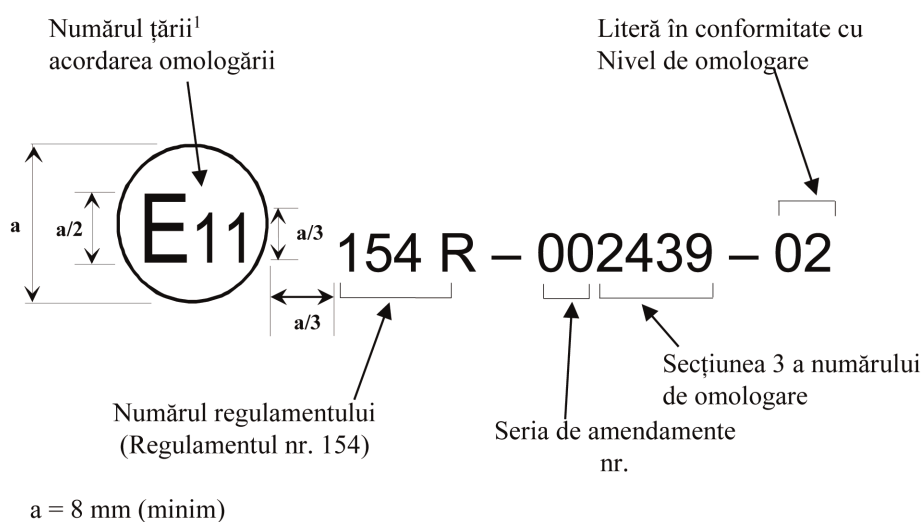 Numărul țării1
acordarea omologării
Literă în conformitate cu
Nivel de omologare
a
a/2
E11
a/3
a/3
154 R – 002439 – 02
Numărul regulamentului
(Regulamentul nr. 154)
Seria de amendamente
nr.
Secțiunea 3 a numărului
de omologare
a = 8 mm (minim)